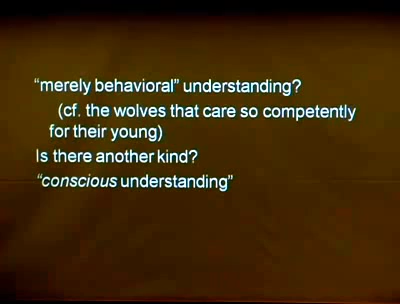 “merely behavioral” understanding?
(cf. the wolves that care so competently
for their young)
Is there another kind?
“conscious understanding”